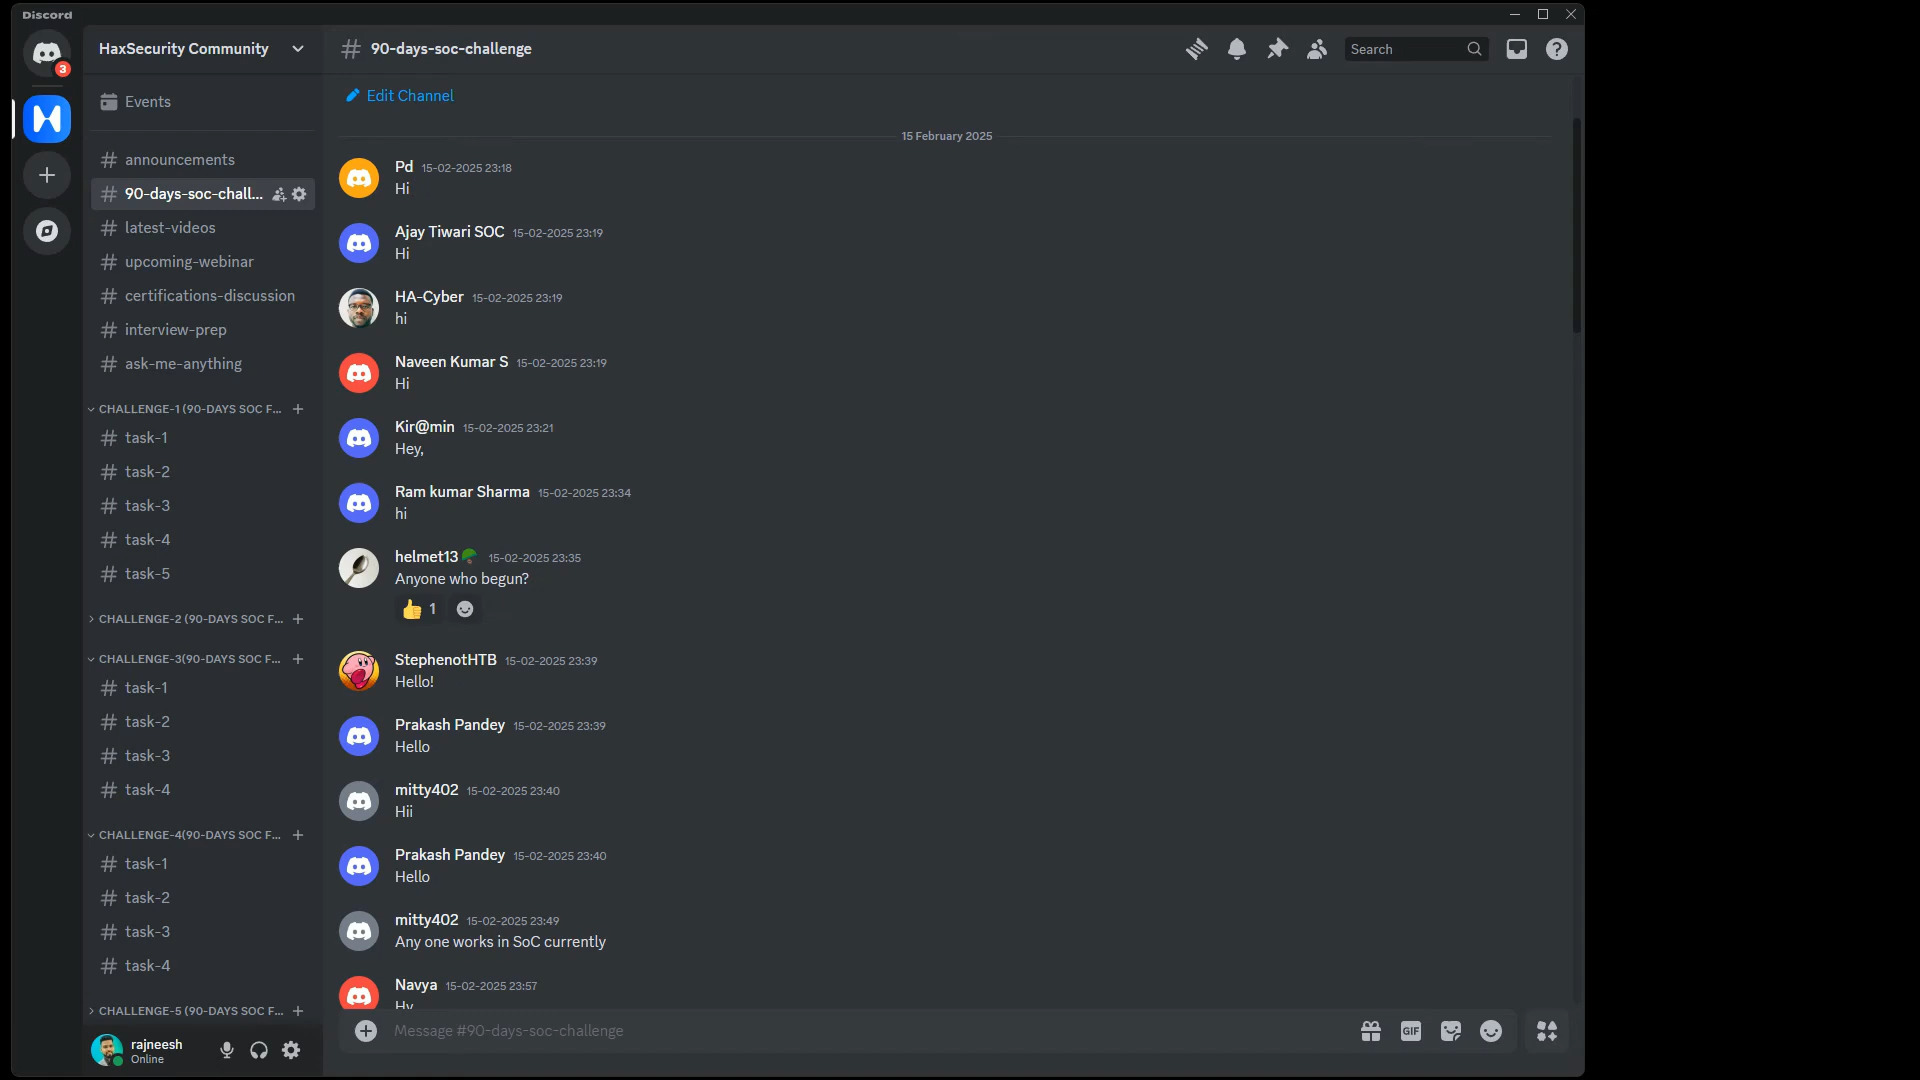 Discord
3
HaxSecurity Community
Events
announcements
90-days-soc-chall...
latest-videos
upcoming-webinar
certifications-discussion
interview-prep
ask-me-anything
CHALLENGE-1 (90-DAYS SOC F...
task-1
task-2
task-3
task-4
task-5
CHALLENGE-2 (90-DAYS SOC F...
CHALLENGE-3(90-DAYS SOC F...
task-1
task-2
task-3
task-4
CHALLENGE-4(90-DAYS SOC F...
task-1
task-2
task-3
task-4
CHALLENGE-5 (90-DAYS SOC F...
rajneesh
Online
90-days-soc-challenge
Search
Edit Channel
15 February 2025
Pd 15-02-2025 23:18
Hi
Ajay Tiwari SOC 15-02-2025 23:19
Hi
HA-Cyber 15-02-2025 23:19
hi
Naveen Kumar S 15-02-2025 23:19
Hi
Kir@min 15-02-2025 23:21
Hey,
Ram kumar Sharma 15-02-2025 23:34
hi
helmet13 15-02-2025 23:35
Anyone who begun?
1
StephenotHTB 15-02-2025 23:39
Hello!
Prakash Pandey 15-02-2025 23:39
Hello
mitty402 15-02-2025 23:40
Hii
Prakash Pandey 15-02-2025 23:40
Hello
mitty402 15-02-2025 23:49
Any one works in SoC currently
Navya 15-02-2025 23:57
Hy
Message #90-days-soc-challenge
GIF